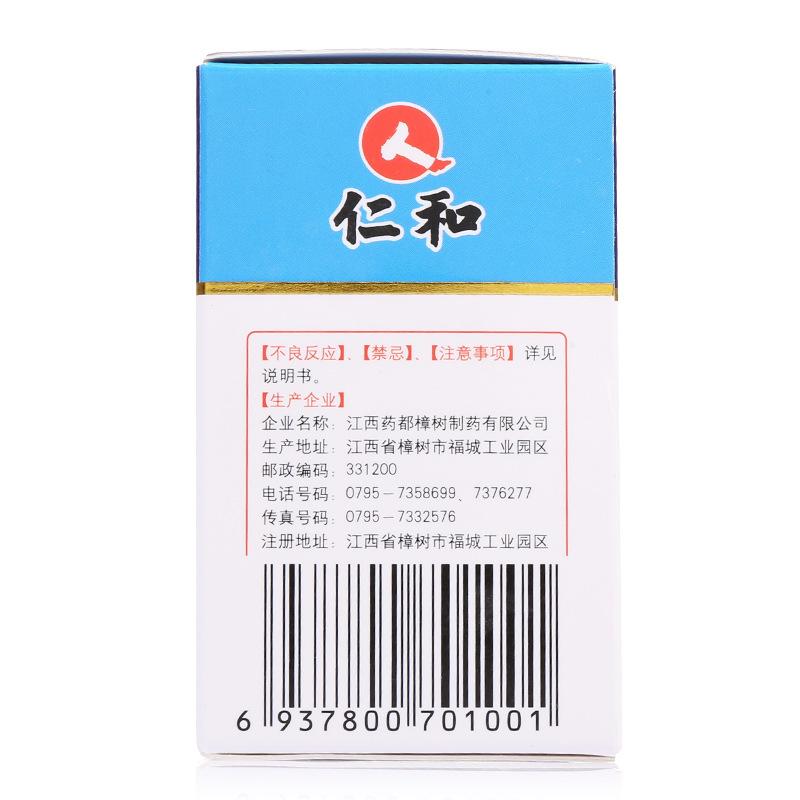 仁和
【不良反应】、【禁忌】、【注意事项】详见
说明书。
【生产企业】
企业名称：江西药都樟树制药有限公司
生产地址：江西省樟树市福城工业园区
邮政编码：331200
电话号码：0795－7358699、7376277
传真号码：0795－7332576
注册地址：江西省樟树市福城工业园区
6 937800 701001